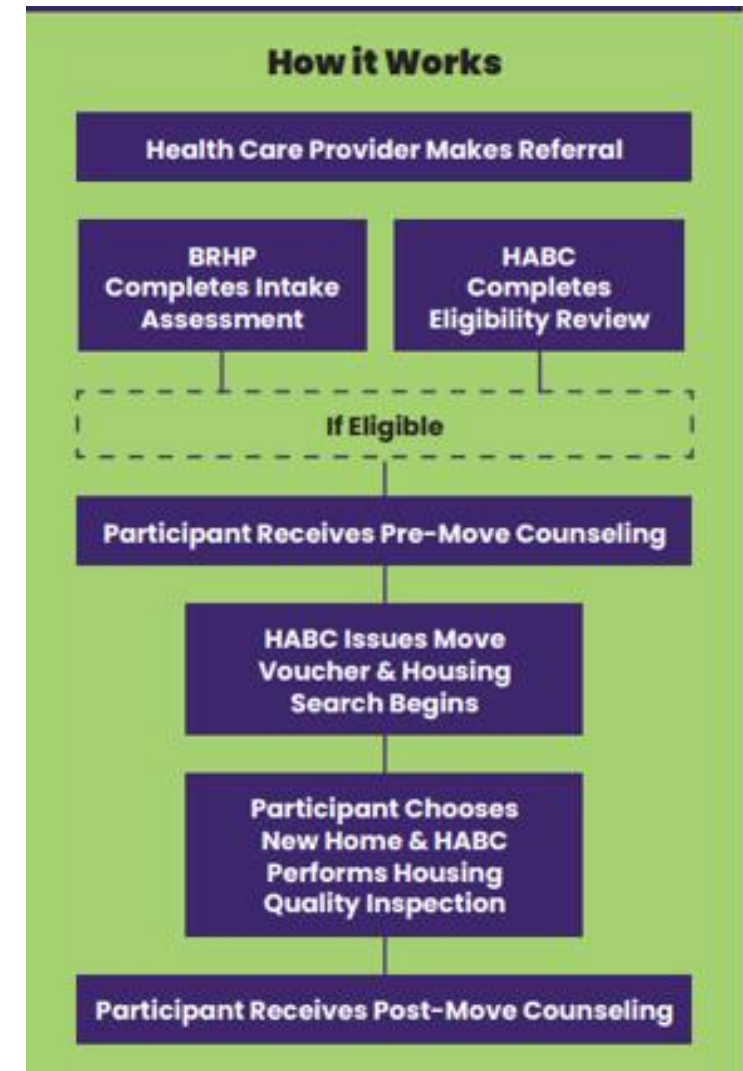 How it Works
Health Care Provider Makes Referral
BRHP
Completes Intake
Assessment
HABC
Completes
Eligibility Review
If Eligible
Participant Receives Pre-Move Counseling
HABC Issues Move
Voucher & Housing
Search Begins
Participant Chooses
New Home & HABC
Performs Housing
Quality Inspection
Participant Receives Post-Move Counseling